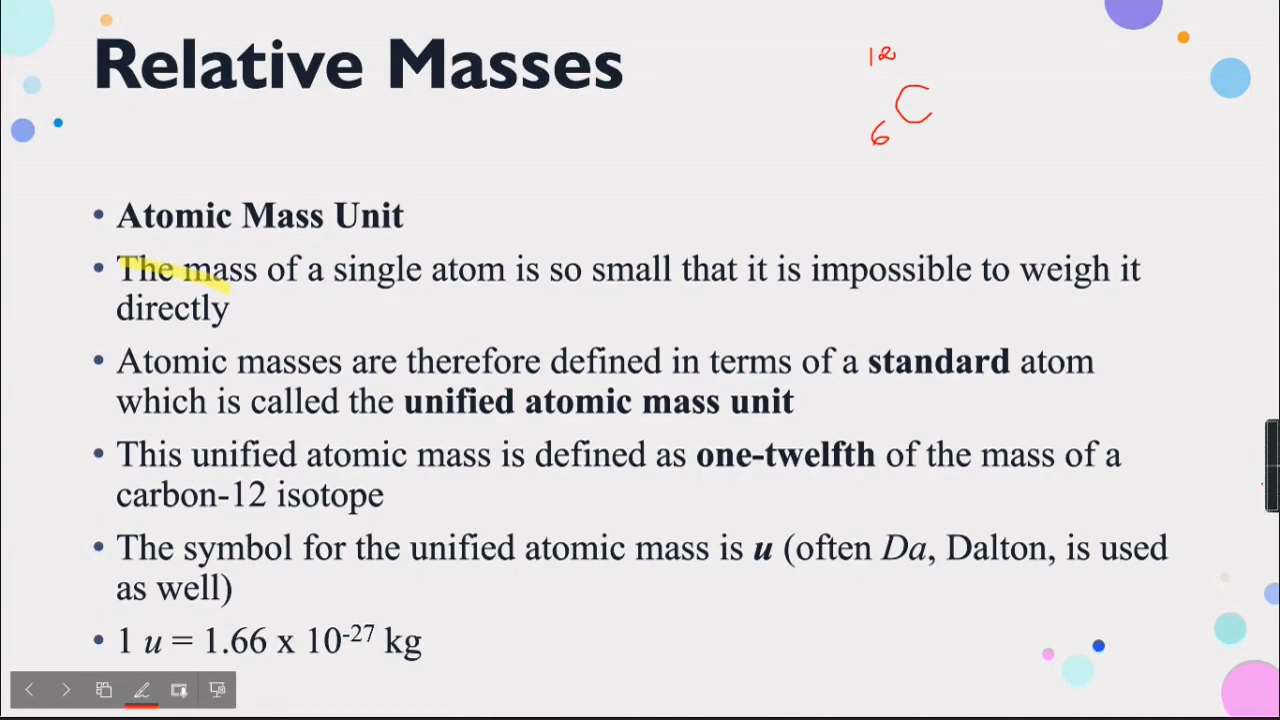 Relative Masses
12
C
6
• Atomic Mass Unit
• The mass of a single atom is so small that it is impossible to weigh it
directly
• Atomic masses are therefore defined in terms of a standard atom
which is called the unified atomic mass unit
• This unified atomic mass is defined as one-twelfth of the mass of a
carbon-12 isotope
• The symbol for the unified atomic mass is u (often Da, Dalton, is used
as well)
• 1 u = 1.66 x 10⁻²⁷ kg